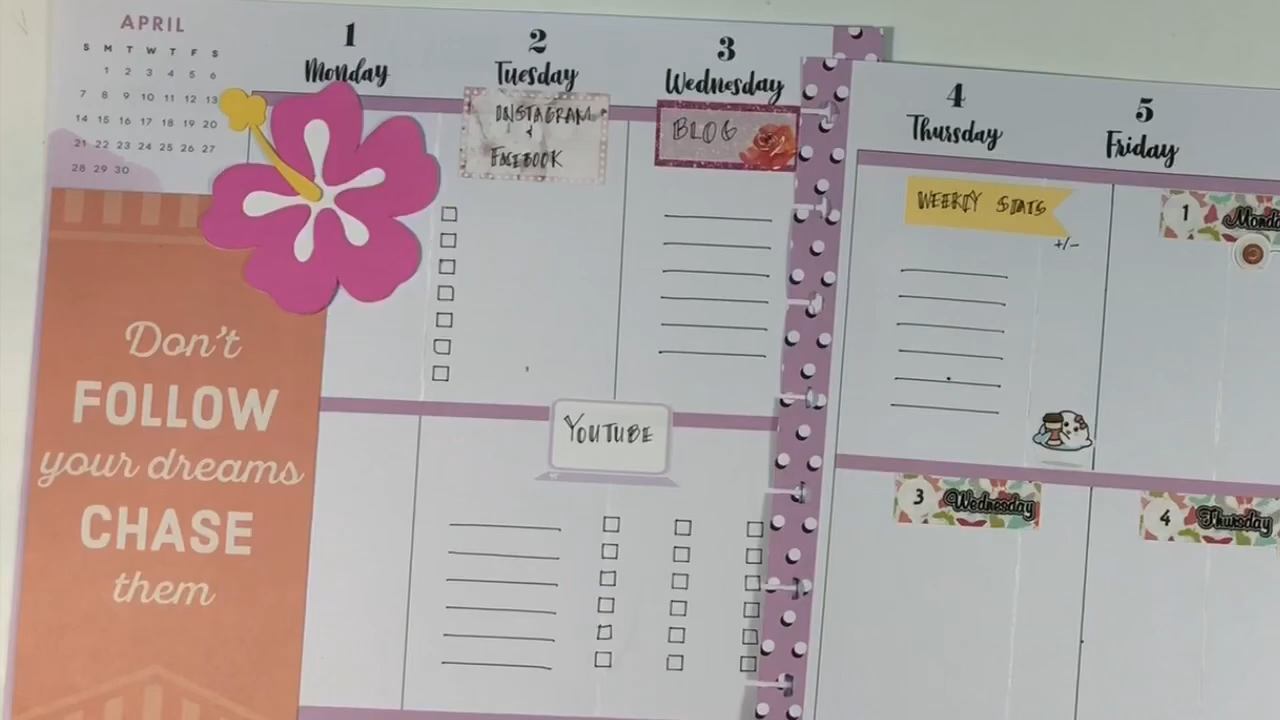 APRIL
S M T W T F S
1 2 3 4 5 6
7 8 9 10 11 12 13
14 15 16 17 18 19 20
21 22 23 24 25 26 27
28 29 30
1
Monday
2
Tuesday
3
Wednesday
4
Thursday
5
Friday
INSTAGRAM
&
FACEBOOK
BLOG
WEEKLY STATS
+/-
1 Monda
Don't
FOLLOW
your dreams
CHASE
them
YOUTUBE
3 Wednesday
4 Thursday